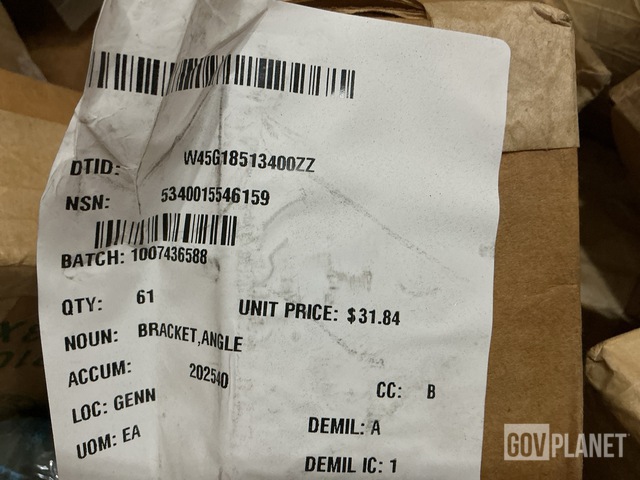 DTID: W45G18513400ZZ
NSN: 5340015546159
BATCH: 1007436588
QTY: 61 UNIT PRICE: $31.84
NOUN: BRACKET,ANGLE
ACCUM: 202540
CC: B
LOC: GENN
DEMIL: A
UOM: EA
DEMIL IC: 1
GOVPLANET